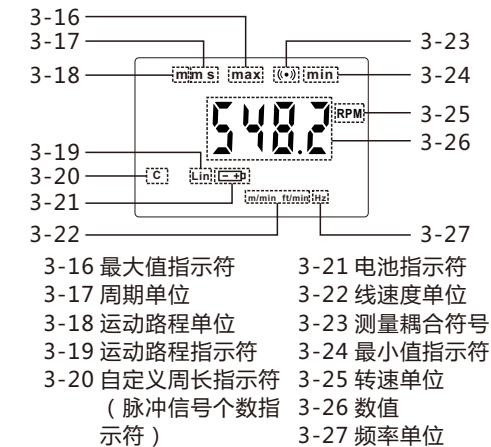 3-16
3-17
3-18
3-19
3-20
3-21
3-22
m m s max ((•)) min
RPM
548.2
C Lin
m/min ft/min Hz
3-23
3-24
3-25
3-26
3-27
3-16 最大值指示符
3-17 周期单位
3-18 运动路程单位
3-19 运动路程指示符
3-20 自定义周长指示符
（脉冲信号个数指
示符）
3-21 电池指示符
3-22 线速度单位
3-23 测量耦合符号
3-24 最小值指示符
3-25 转速单位
3-26 数值
3-27 频率单位